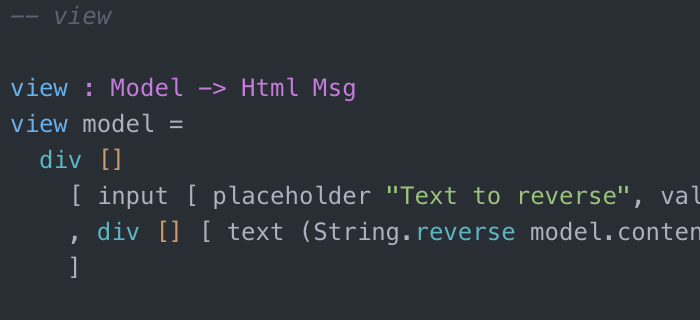 -- view
view : Model -> Html Msg
view model =
div []
[ input [ placeholder "Text to reverse", val
, div [] [ text (String.reverse model.conten
]